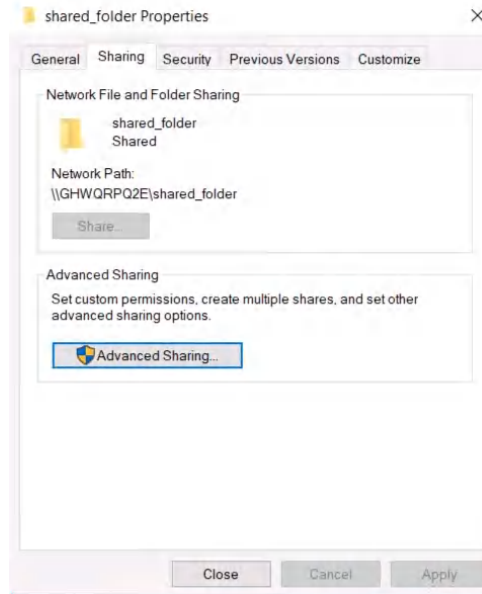 shared_folder Properties
General Sharing Security Previous Versions Customize
Network File and Folder Sharing
shared_folder
Shared
Network Path:
\\GHWQRPQ2E\shared_folder
Share...
Advanced Sharing
Set custom permissions, create multiple shares, and set other
advanced sharing options.
Advanced Sharing...
Close Cancel Apply